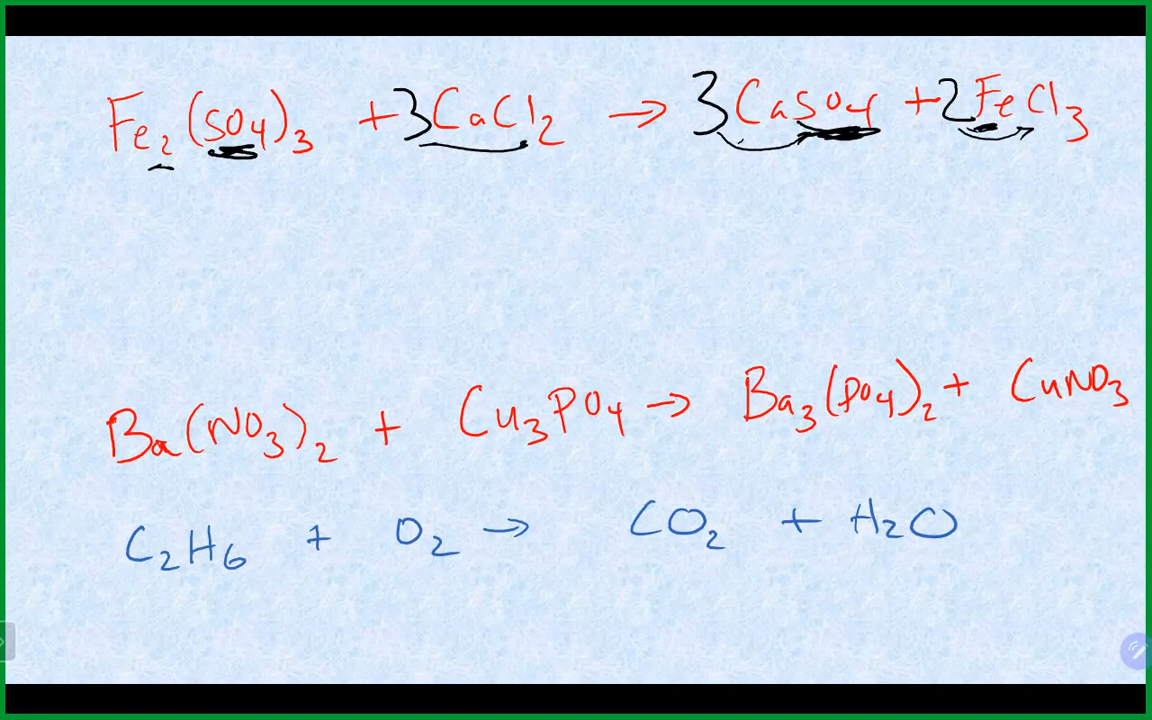 Fe2(SO4)3 + 3CaCl2 → 3CaSO4 + 2FeCl3
Ba(NO3)2 + Cu3PO4 → Ba3(PO4)2 + CuNO3
C2H6 + O2 → CO2 + H2O